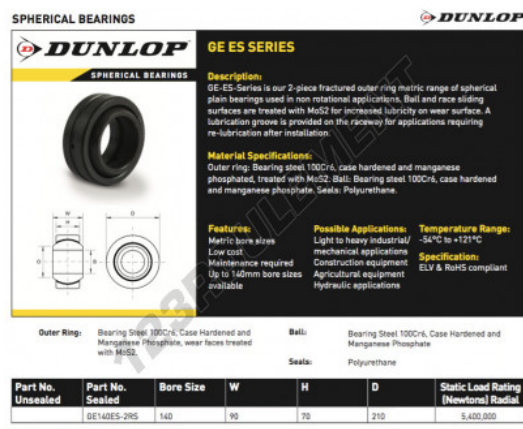 SPHERICAL BEARINGS
DUNLOP
DUNLOP
SPHERICAL BEARINGS
GE ES SERIES
Description:
GE-ES-Series is our 2-piece fractured outer ring metric range of spherical
plain bearings used in non rotational applications. Ball and race sliding
surfaces are treated with MoS2 for increased lubricity on wear surface. A
lubrication groove is provided on the raceway for applications requiring
re-lubrication after installation.
Material Specifications:
Outer ring: Bearing steel 100Cr6, case hardened and manganese
phosphated, treated with MoS2. Ball: Bearing steel 100Cr6, case hardened
and manganese phosphate. Seals: Polyurethane.
Features:
Metric bore sizes
Low cost
Maintenance required
Up to 140mm bore sizes
available
Possible Applications:
Light to heavy industrial/
mechanical applications
Construction equipment
Agricultural equipment
Hydraulic applications
Temperature Range:
-54°C to +121°C
Specification:
ELV & RoHS compliant
W
H
D
B
123ROULEMENT
Outer Ring: Bearing Steel 100Cr6, Case Hardened and
Manganese Phosphate, wear faces treated
with MoS2.
Ball: Bearing Steel 100Cr6, Case Hardened and
Manganese Phosphate
Seals: Polyurethane
Part No. Unsealed Part No. Sealed Bore Size W H D Static Load Rating (Newtons) Radial
GE140ES-2RS 140 90 70 210 5,400,000